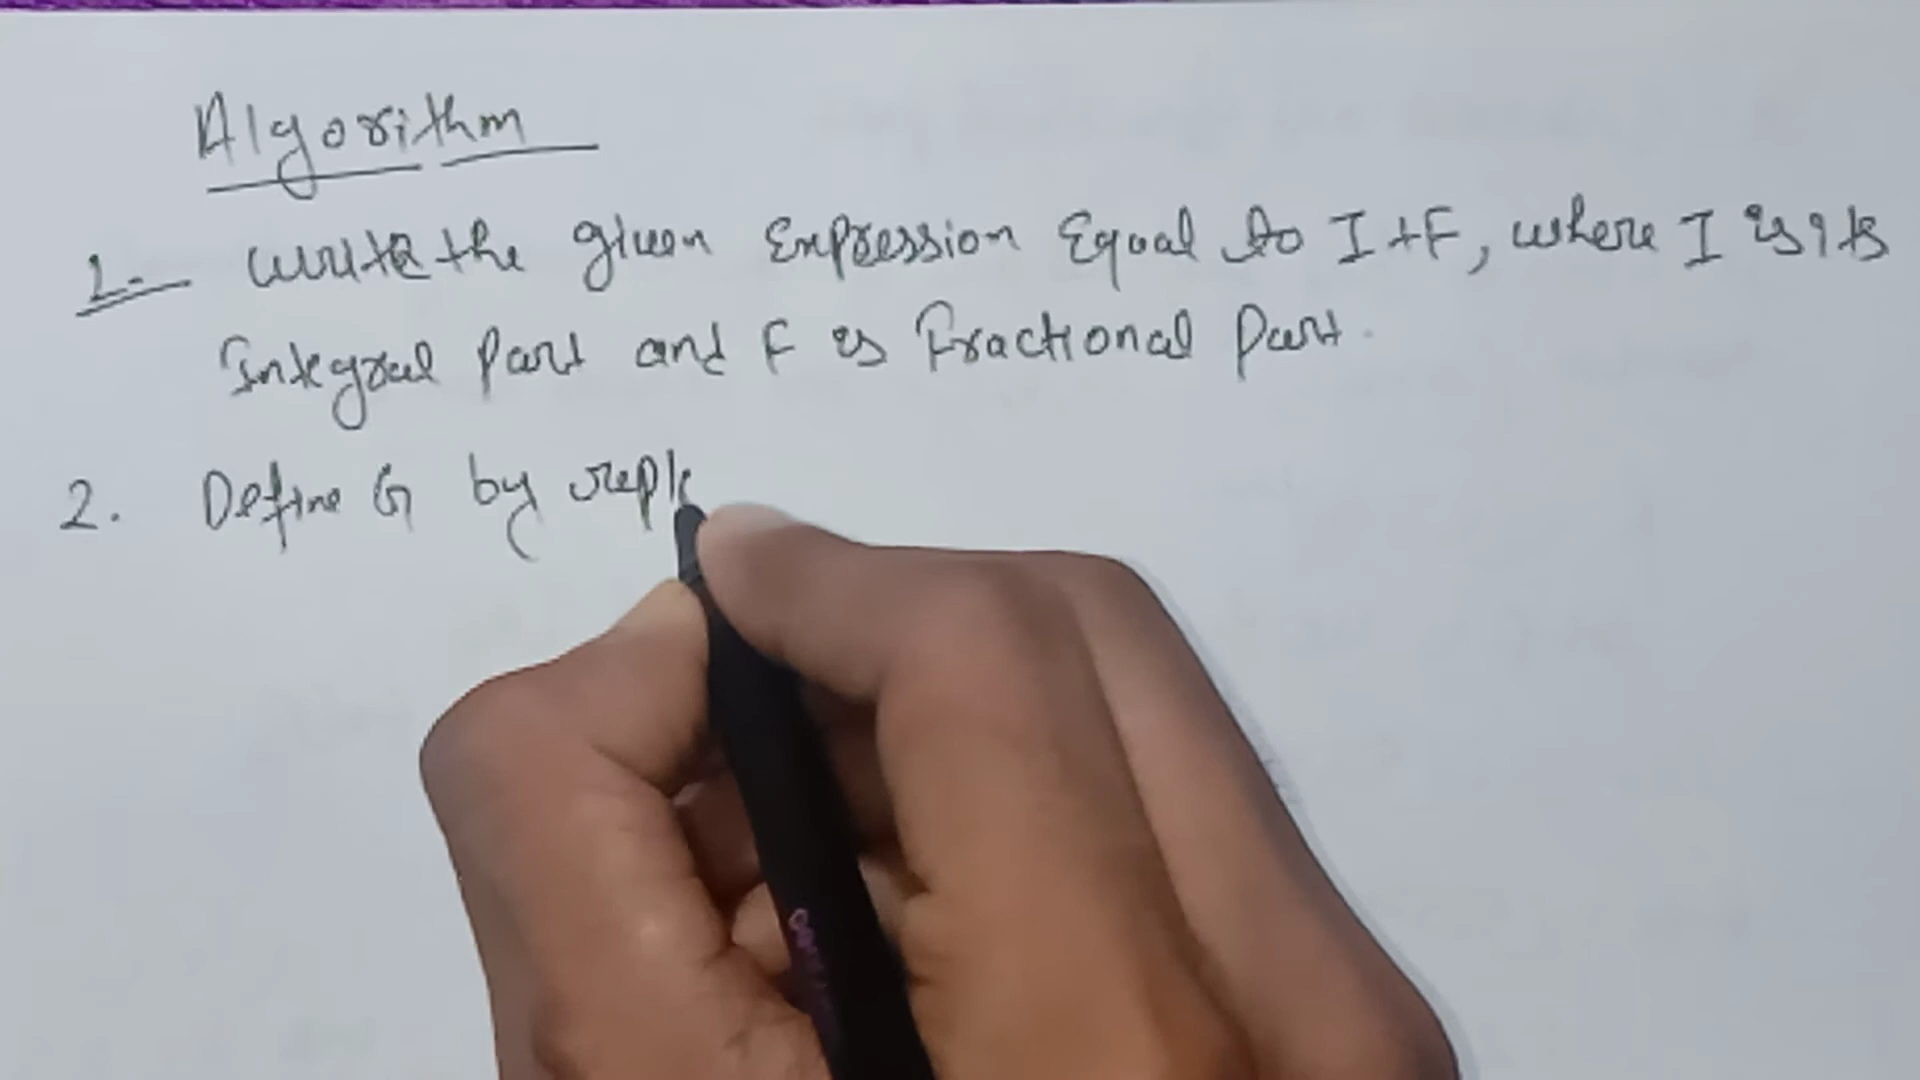 Algorithm
1. Write the given Expression Equal to I+F, where I is its
Integral Part and F is Fractional Part.
2. Define G by repl